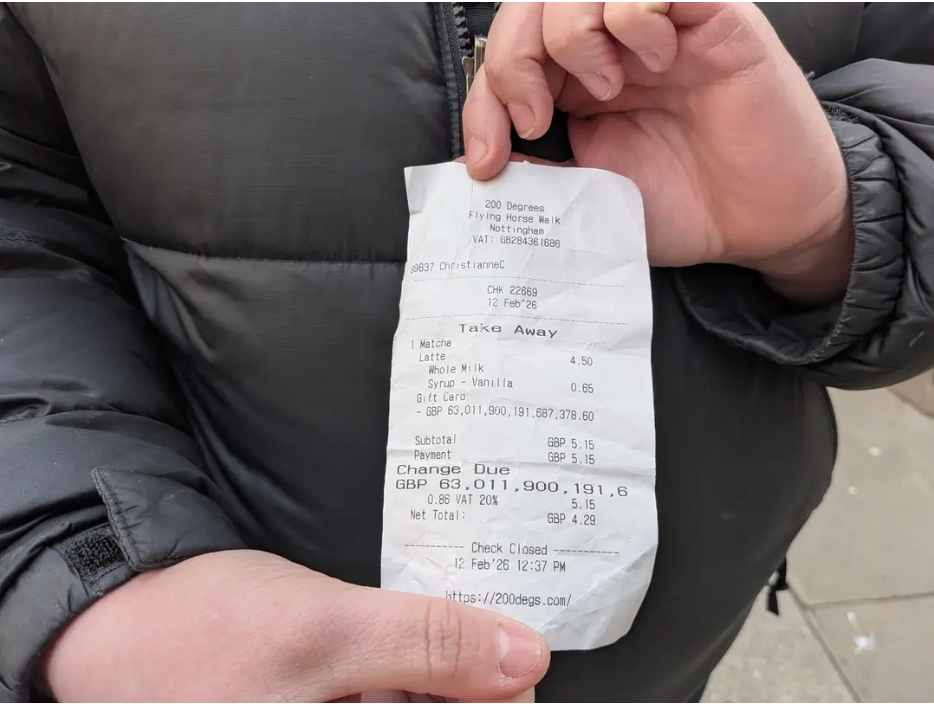 200 Degrees
Flying Horse Walk
Nottingham
VAT: GB284361686
ChristianneC
CHK 22669
12 Feb'26
Take Away
1 Matcha
Latte 4.50
Whole Milk
Syrup - Vanilla 0.65
Gift Card
- GBP 63,011,900,191,687,378.60
Subtotal GBP 5.15
Payment GBP 5.15
Change Due
GBP 63,011,900,191,6
0.86 VAT 20% 5.15
Net Total: GBP 4.29
---------- Check Closed ----------
12 Feb'26 12:37 PM
https://200degs.com/